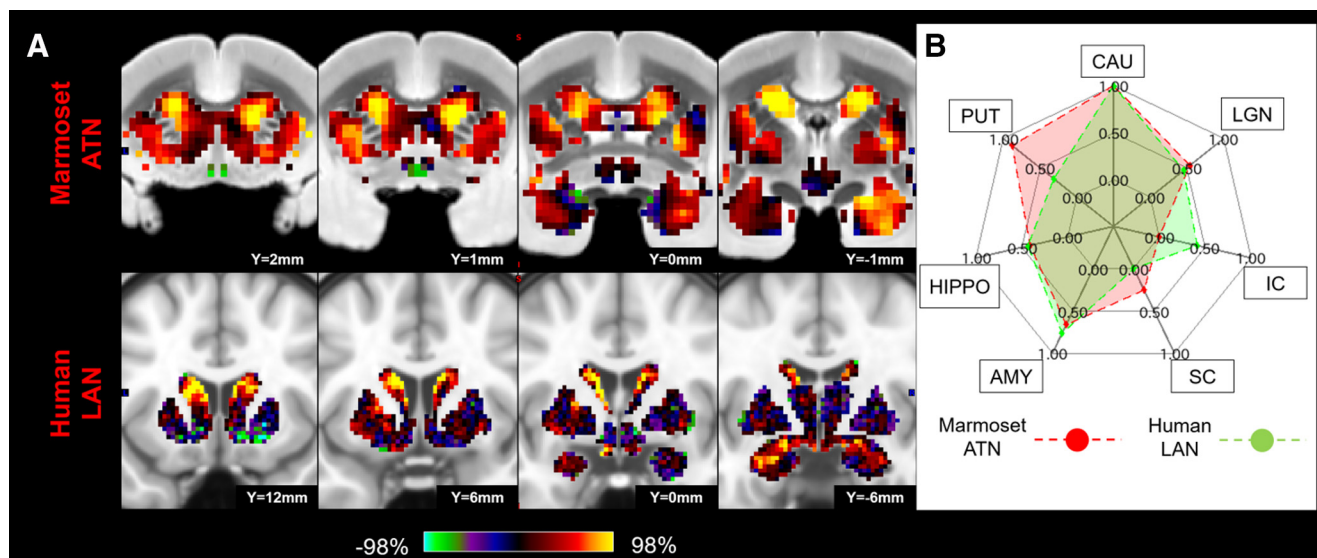 A
Marmoset
ATN
Human
LAN
s
Y=2mm
Y=1mm
Y=0mm
Y=-1mm
Y=12mm
Y=6mm
Y=0mm
Y=-6mm
-98%
98%
B
CAU
1.00
0.50
0.00
LGN
1.00
0.50
0.00
IC
1.00
0.50
0.00
SC
1.00
0.50
0.00
AMY
1.00
0.50
0.00
HIPPO
1.00
0.50
0.00
PUT
1.00
0.50
0.00
Marmoset
ATN
Human
LAN